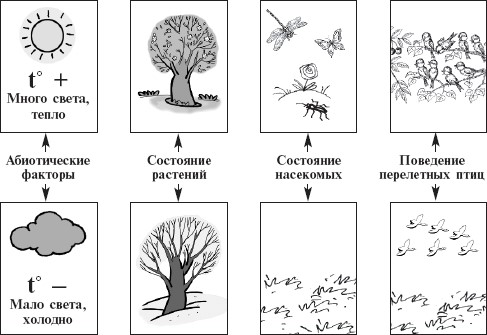 t° +
Много света,
тепло
Абиотические
факторы
Состояние
растений
Состояние
насекомых
Поведение
перелетных птиц
t° –
Мало света,
холодно